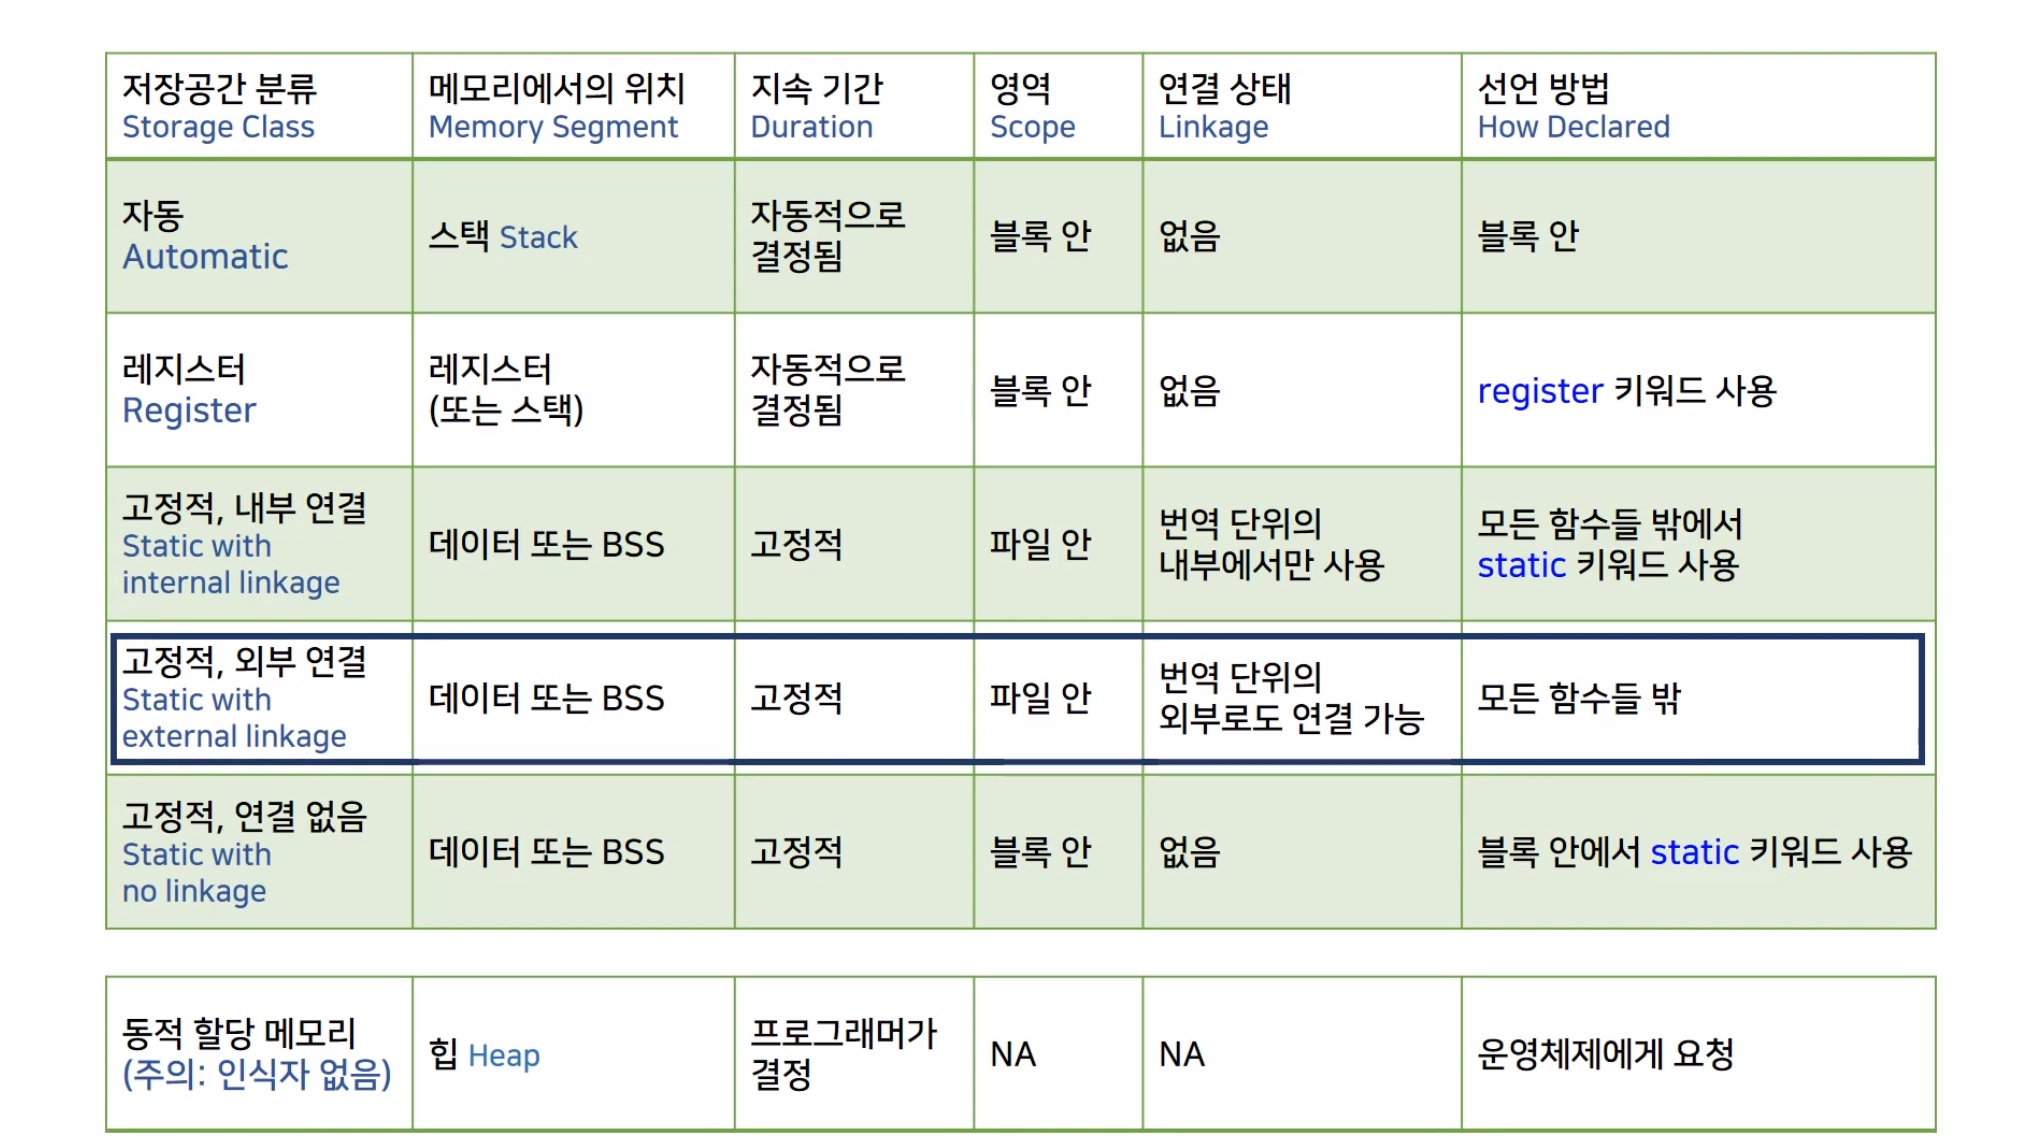 저장공간 분류
Storage Class
메모리에서의 위치
Memory Segment
지속 기간
Duration
영역
Scope
연결 상태
Linkage
선언 방법
How Declared
자동
Automatic
스택 Stack
자동적으로
결정됨
블록 안
없음
블록 안
레지스터
Register
레지스터
(또는 스택)
자동적으로
결정됨
블록 안
없음
register 키워드 사용
고정적, 내부 연결
Static with
internal linkage
데이터 또는 BSS
고정적
파일 안
번역 단위의
내부에서만 사용
모든 함수들 밖에서
static 키워드 사용
고정적, 외부 연결
Static with
external linkage
데이터 또는 BSS
고정적
파일 안
번역 단위의
외부로도 연결 가능
모든 함수들 밖
고정적, 연결 없음
Static with
no linkage
데이터 또는 BSS
고정적
블록 안
없음
블록 안에서 static 키워드 사용
동적 할당 메모리
(주의: 인식자 없음)
힙 Heap
프로그래머가
결정
NA
NA
운영체제에게 요청